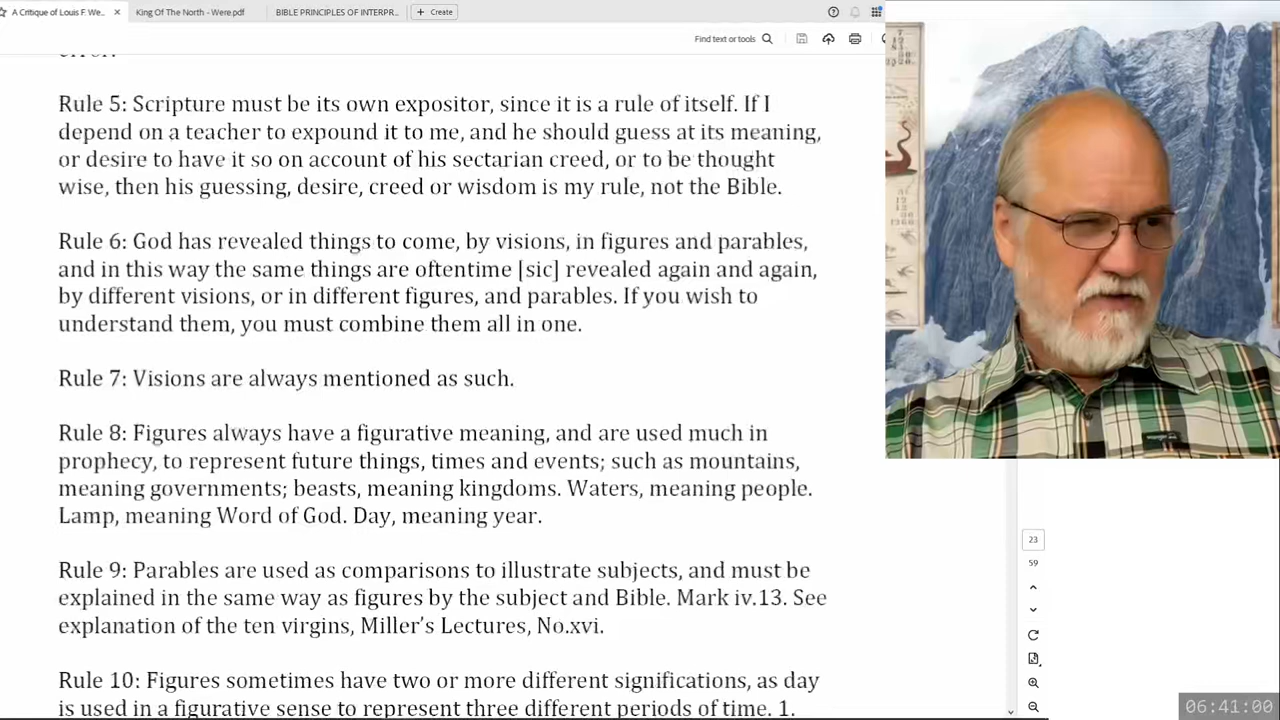 A Critique of Louis F. We...
King Of The North - Were.pdf
BIBLE PRINCIPLES OF INTERPR...
+ Create
Find text or tools
error.
Rule 5: Scripture must be its own expositor, since it is a rule of itself. If I
depend on a teacher to expound it to me, and he should guess at its meaning,
or desire to have it so on account of his sectarian creed, or to be thought
wise, then his guessing, desire, creed or wisdom is my rule, not the Bible.
Rule 6: God has revealed things to come, by visions, in figures and parables,
and in this way the same things are oftentime [sic] revealed again and again,
by different visions, or in different figures, and parables. If you wish to
understand them, you must combine them all in one.
Rule 7: Visions are always mentioned as such.
Rule 8: Figures always have a figurative meaning, and are used much in
prophecy, to represent future things, times and events; such as mountains,
meaning governments; beasts, meaning kingdoms. Waters, meaning people.
Lamp, meaning Word of God. Day, meaning year.
Rule 9: Parables are used as comparisons to illustrate subjects, and must be
explained in the same way as figures by the subject and Bible. Mark iv.13. See
explanation of the ten virgins, Miller's Lectures, No.xvi.
Rule 10: Figures sometimes have two or more different significations, as day
is used in a figurative sense to represent three different periods of time. 1.
23
59
06:41:00